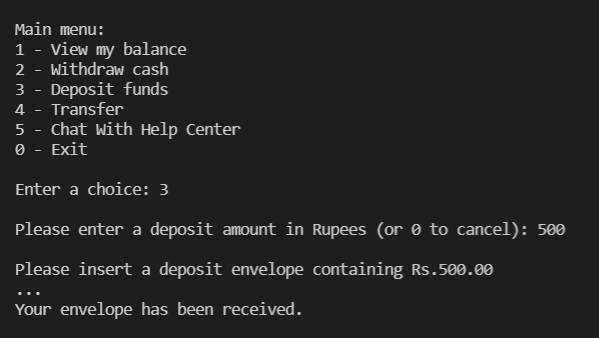 Main menu:
1 - View my balance
2 - Withdraw cash
3 - Deposit funds
4 - Transfer
5 - Chat With Help Center
0 - Exit
Enter a choice: 3
Please enter a deposit amount in Rupees (or 0 to cancel): 500
Please insert a deposit envelope containing Rs.500.00
...
Your envelope has been received.